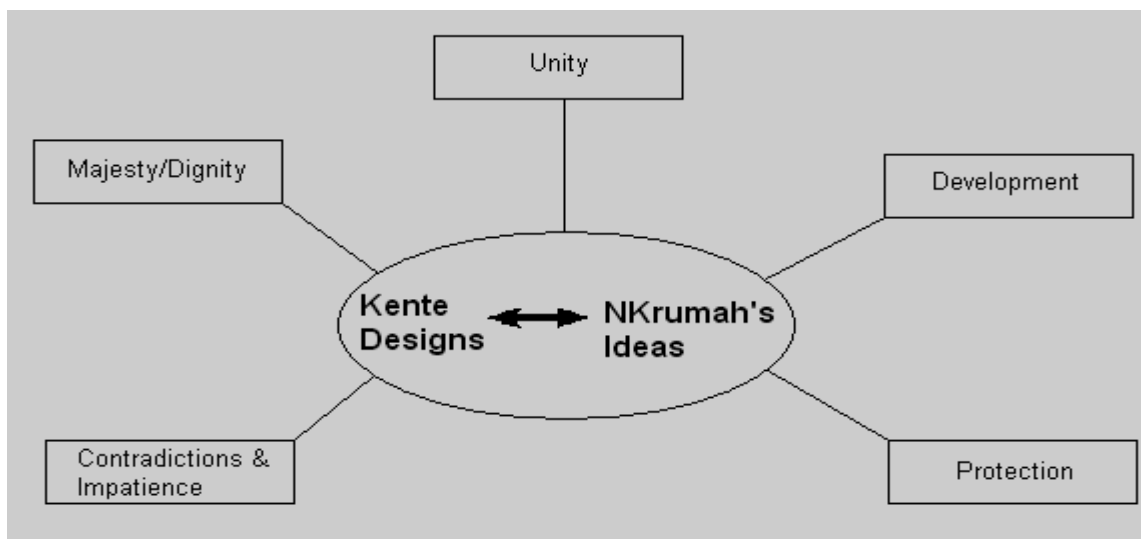 Unity
Majesty/Dignity
Development
Kente
Designs
NKrumah's
Ideas
Contradictions &
Impatience
Protection